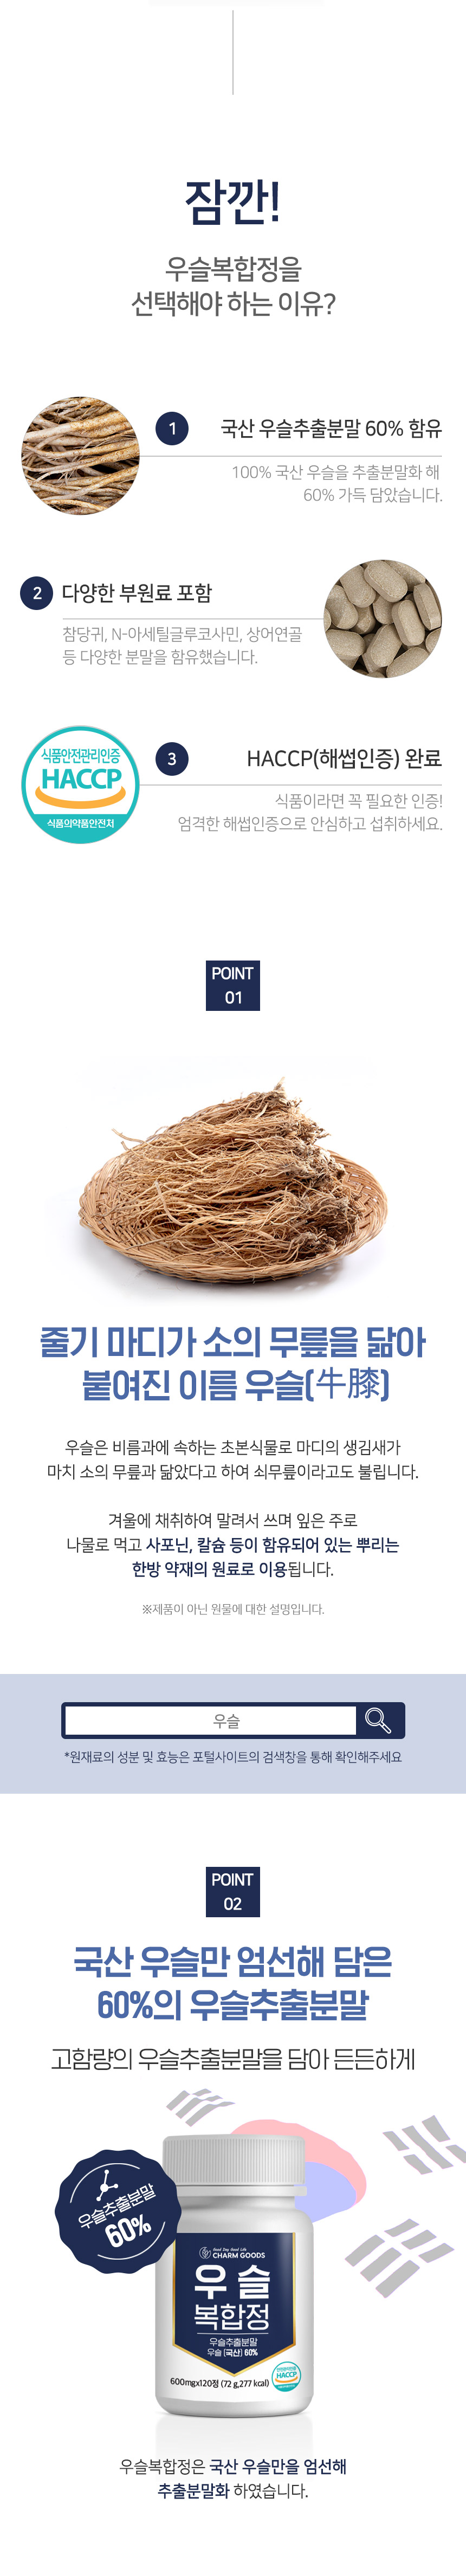 잠깐!
우슬복합정을
선택해야 하는 이유?
1
국산 우슬추출분말 60% 함유
100% 국산 우슬을 추출분말화 해
60% 가득 담았습니다.
2
다양한 부원료 포함
참당귀, N-아세틸글루코사민, 상어연골
등 다양한 분말을 함유했습니다.
식품안전관리인증
HACCP
식품의약품안전처
3
HACCP(해썹인증) 완료
식품이라면 꼭 필요한 인증!
엄격한 해썹인증으로 안심하고 섭취하세요.
POINT
01
줄기 마디가 소의 무릎을 닮아
붙여진 이름 우슬(牛膝)
우슬은 비름과에 속하는 초본식물로 마디의 생김새가
마치 소의 무릎과 닮았다고 하여 쇠무릎이라고도 불립니다.
겨울에 채취하여 말려서 쓰며 잎은 주로
나물로 먹고 사포닌, 칼슘 등이 함유되어 있는 뿌리는
한방 약재의 원료로 이용됩니다.
※제품이 아닌 원물에 대한 설명입니다.
우슬
*원재료의 성분 및 효능은 포털사이트의 검색창을 통해 확인해주세요
POINT
02
국산 우슬만 엄선해 담은
60%의 우슬추출분말
고함량의 우슬추출분말을 담아 든든하게
우슬추출분말
60%
Good Day Good Life
CHARM GOODS
우슬
복합정
우슬추출분말
우슬 (국산) 60%
HACCP
600mgx120정 (72 g,277 kcal)
우슬복합정은 국산 우슬만을 엄선해
추출분말화 하였습니다.